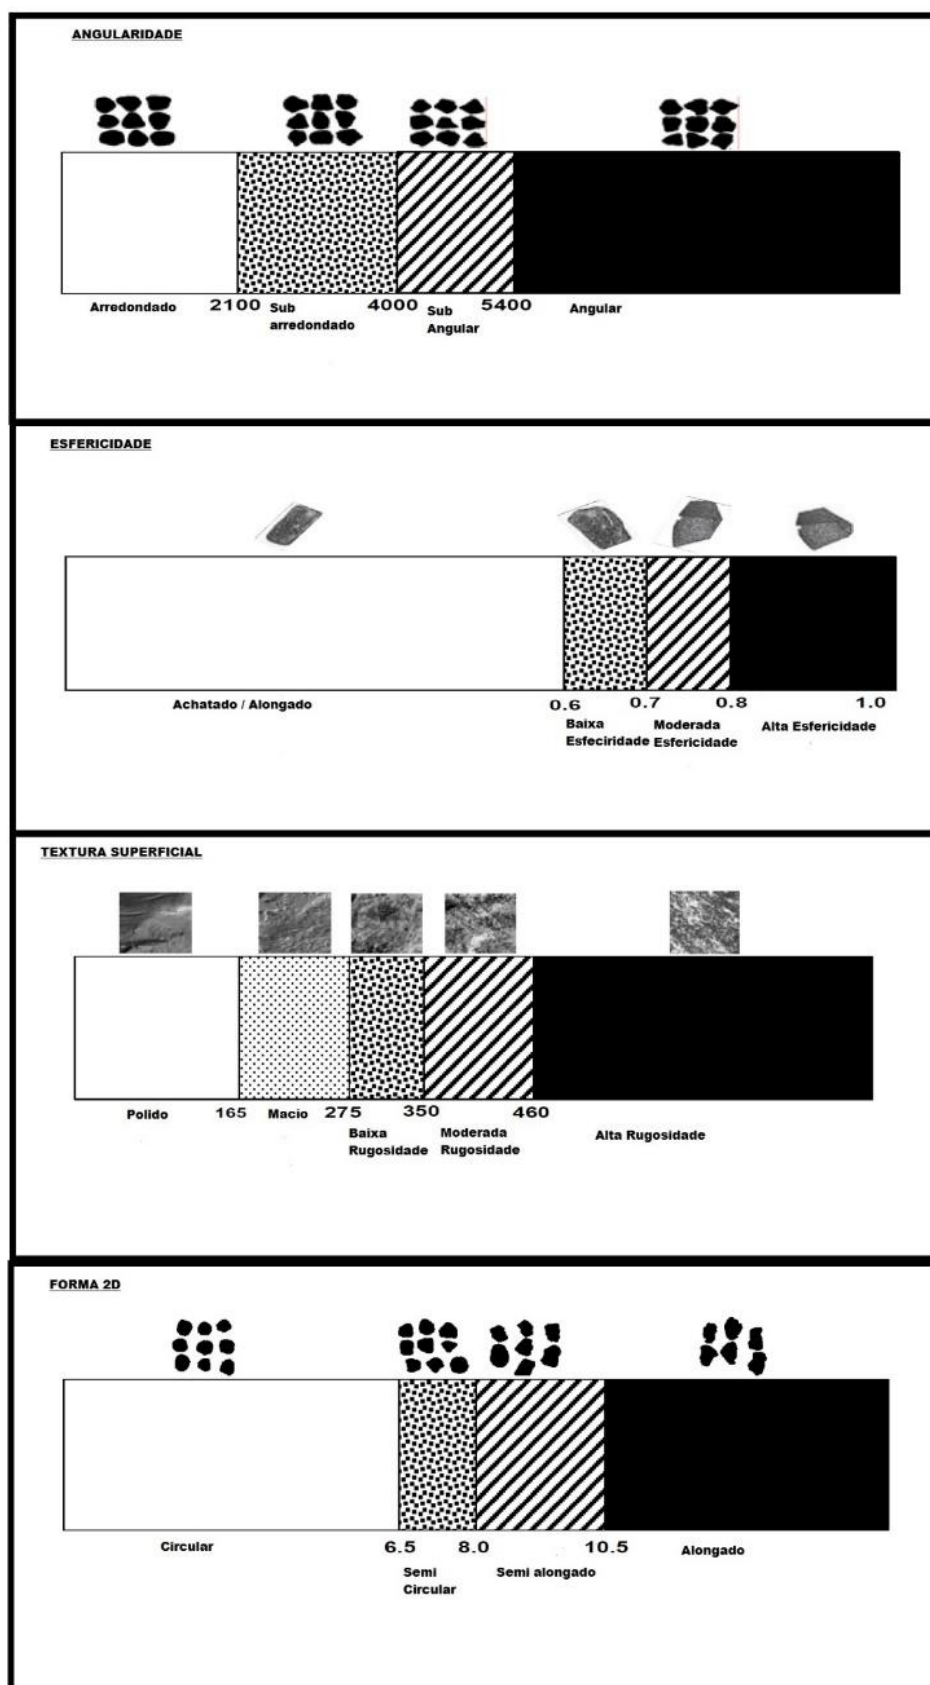 ANGULARIDADE
Arredondado 2100 Sub arredondado 4000 Sub Angular 5400 Angular
ESFERICIDADE
Achatado / Alongado 0.6 Baixa Esfeciridade 0.7 Moderada Esfericidade 0.8 Alta Esfericidade 1.0
TEXTURA SUPERFICIAL
Polido 165 Macio 275 Baixa Rugosidade 350 Moderada Rugosidade 460 Alta Rugosidade
FORMA 2D
Circular 6.5 Semi Circular 8.0 Semi alongado 10.5 Alongado